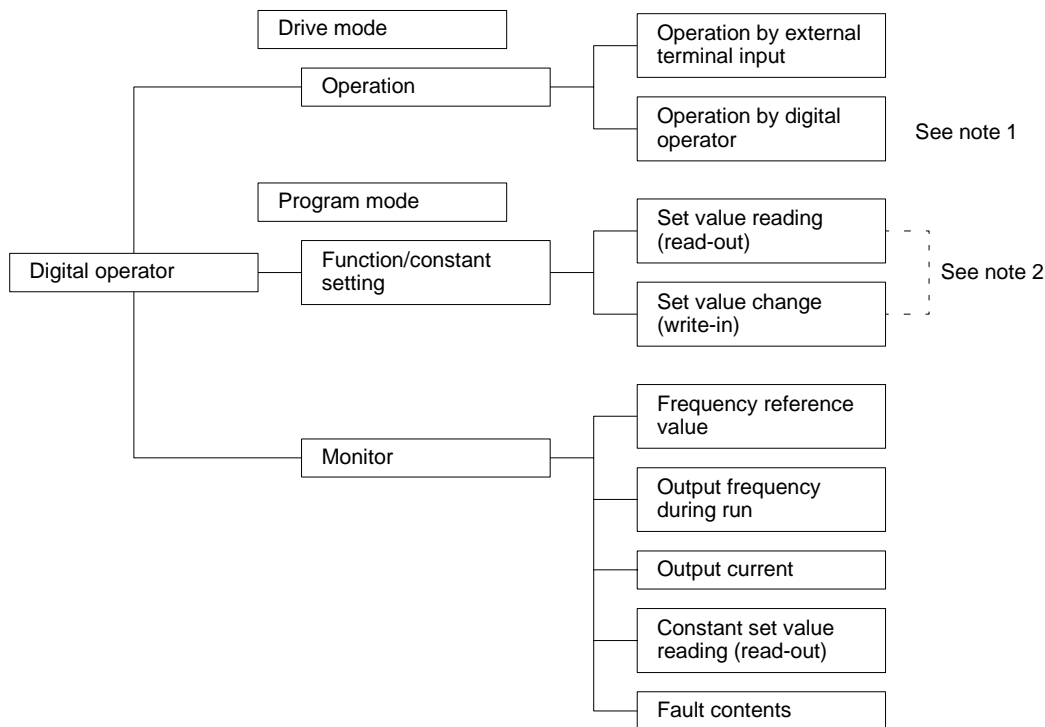 Drive mode
Operation
Operation by external
terminal input
Operation by digital
operator
See note 1
Program mode
Digital operator
Function/constant
setting
Set value reading
(read-out)
Set value change
(write-in)
See note 2
Monitor
Frequency reference
value
Output frequency
during run
Output current
Constant set value
reading (read-out)
Fault contents